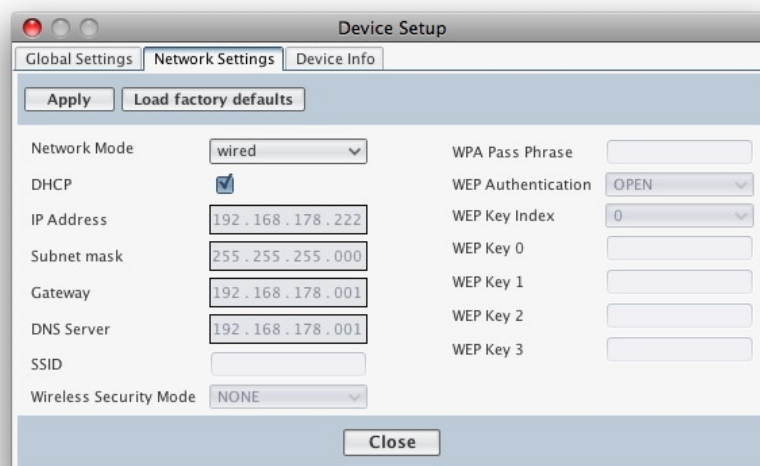 Device Setup
Global Settings Network Settings Device Info
Apply Load factory defaults
Network Mode wired
DHCP
IP Address 192.168.178.222
Subnet mask 255.255.255.000
Gateway 192.168.178.001
DNS Server 192.168.178.001
SSID
Wireless Security Mode NONE
WPA Pass Phrase
WEP Authentication OPEN
WEP Key Index 0
WEP Key 0
WEP Key 1
WEP Key 2
WEP Key 3
Close